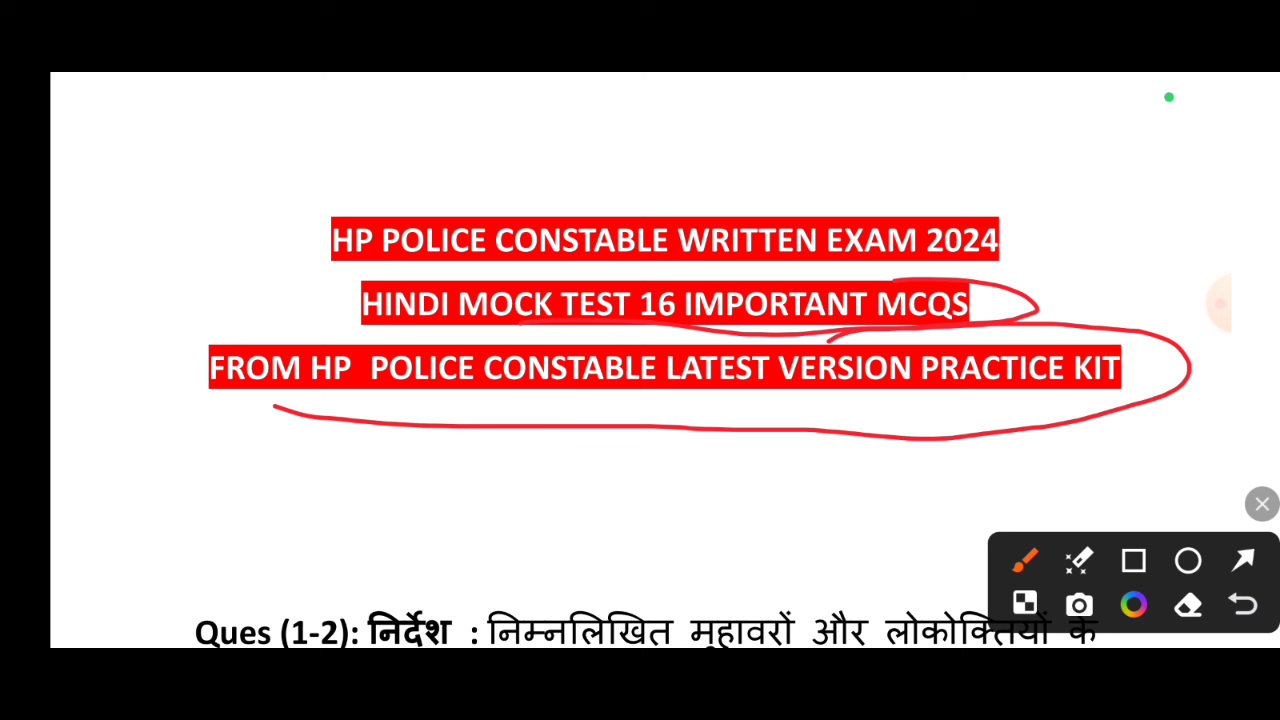 HP POLICE CONSTABLE WRITTEN EXAM 2024
HINDI MOCK TEST 16 IMPORTANT MCQS
FROM HP  POLICE CONSTABLE LATEST VERSION PRACTICE KIT
Ques (1-2): निर्देश : निम्नलिखित मूहावरों और लोकोक्तियों के